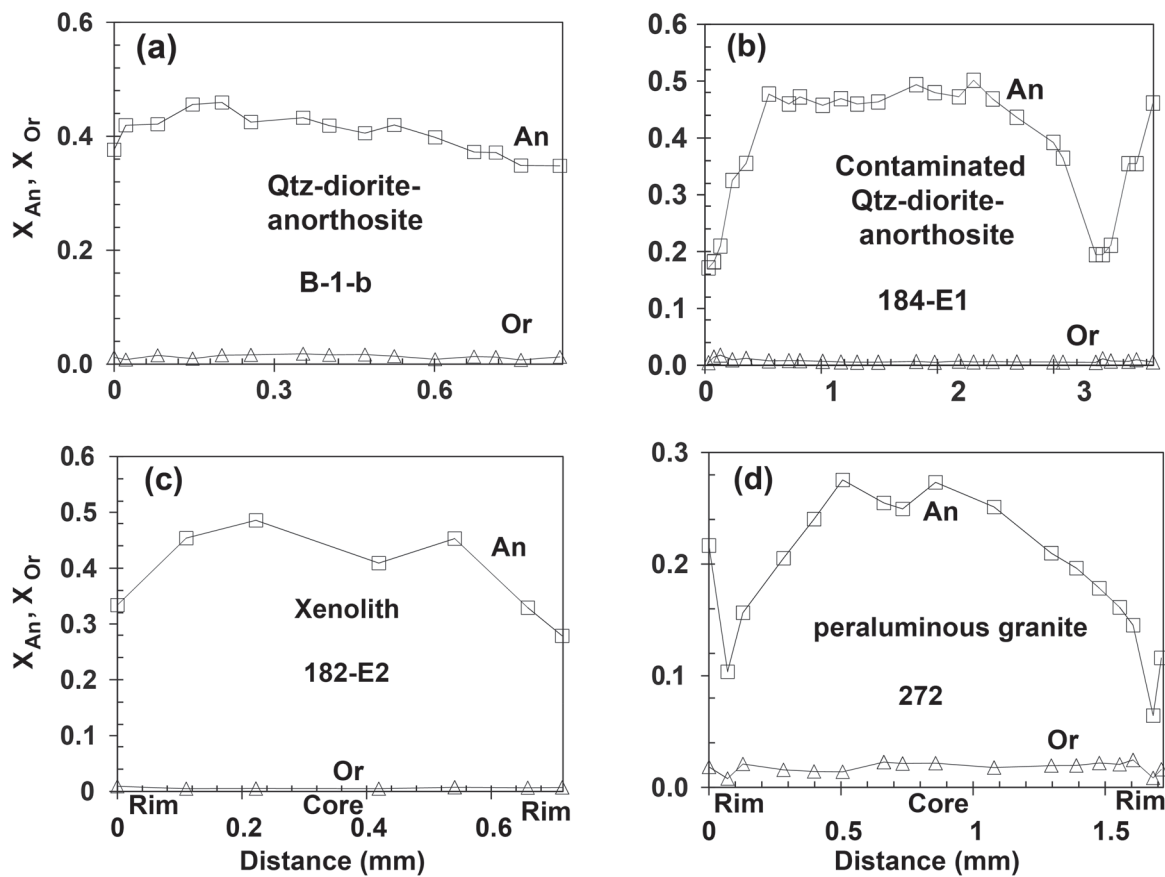 (a)
0.6
0.4
0.2
0.0
X An, X Or
An
Qtz-diorite-
anorthosite
B-1-b
Or
0
0.3
0.6
(b)
0.6
0.5
0.4
0.3
0.2
0.1
0.0
An
Contaminated
Qtz-diorite-
anorthosite
184-E1
Or
0
1
2
3
(c)
0.6
0.5
0.4
0.3
0.2
0.1
0
X An, X Or
An
Xenolith
182-E2
Or
Rim
Core
Rim
0
0.2
0.4
0.6
Distance (mm)
(d)
0.3
0.2
0.1
0.0
An
peraluminous granite
272
Or
Rim
Core
Rim
0
0.5
1
1.5
Distance (mm)